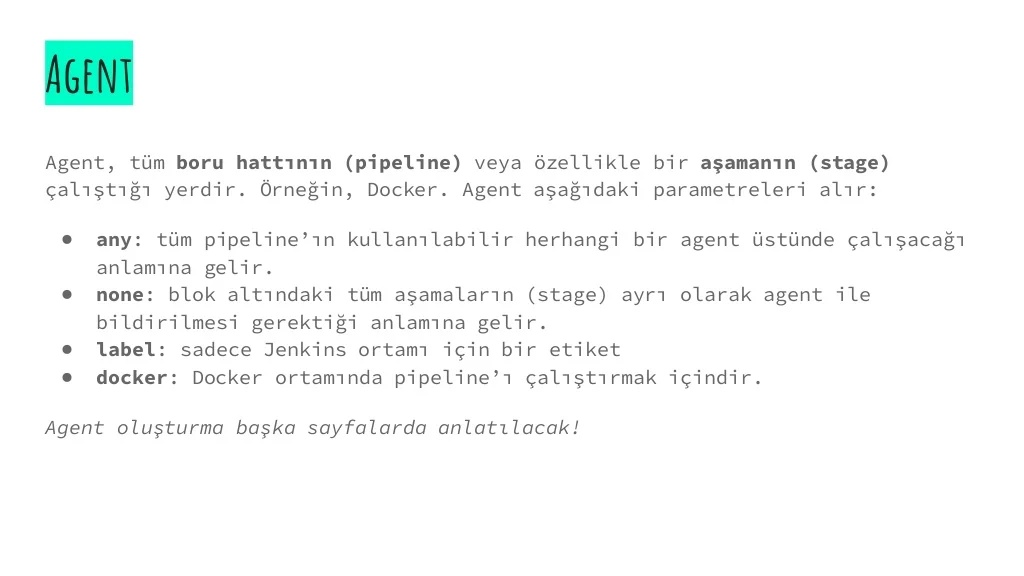 AGENT
Agent, tüm boru hattının (pipeline) veya özellikle bir aşamanın (stage)
çalıştığı yerdir. Örneğin, Docker. Agent aşağıdaki parametreleri alır:
● any: tüm pipeline’ın kullanılabilir herhangi bir agent üstünde çalışacağı
anlamına gelir.
● none: blok altındaki tüm aşamaların (stage) ayrı olarak agent ile
bildirilmesi gerektiği anlamına gelir.
● label: sadece Jenkins ortamı için bir etiket
● docker: Docker ortamında pipeline’ı çalıştırmak içindir.
Agent oluşturma başka sayfalarda anlatılacak!